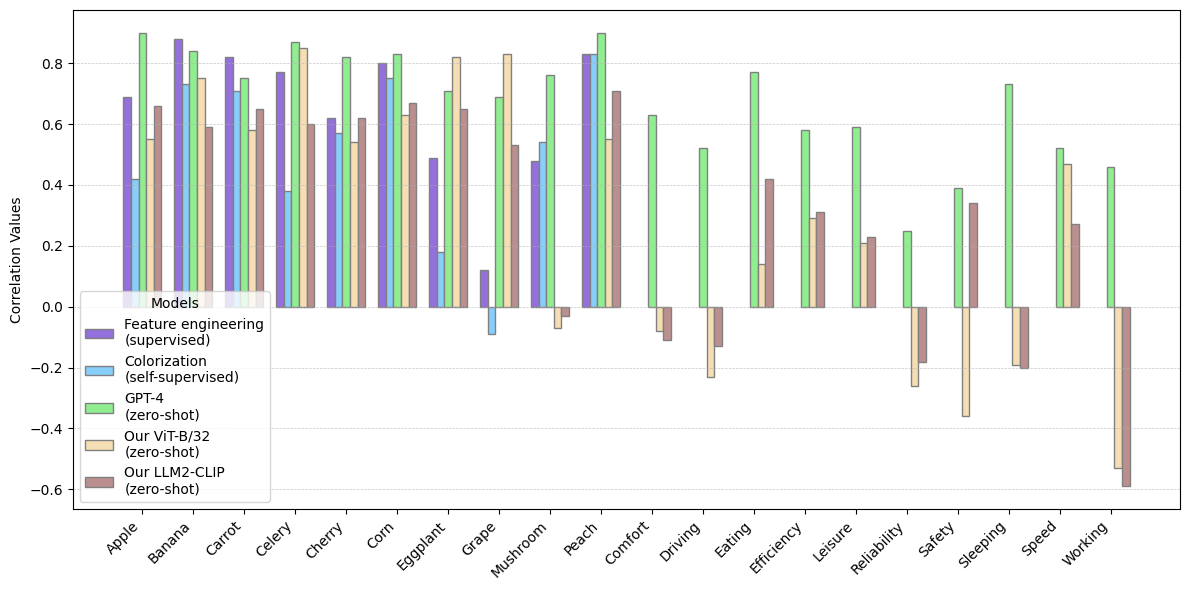 Correlation Values
0.8
0.6
0.4
0.2
0.0
−0.2
−0.4
−0.6
Models
Feature engineering
(supervised)
Colorization
(self-supervised)
GPT-4
(zero-shot)
Our ViT-B/32
(zero-shot)
Our LLM2-CLIP
(zero-shot)
Apple
Banana
Carrot
Celery
Cherry
Corn
Eggplant
Grape
Mushroom
Peach
Comfort
Driving
Eating
Efficiency
Leisure
Reliability
Safety
Sleeping
Speed
Working